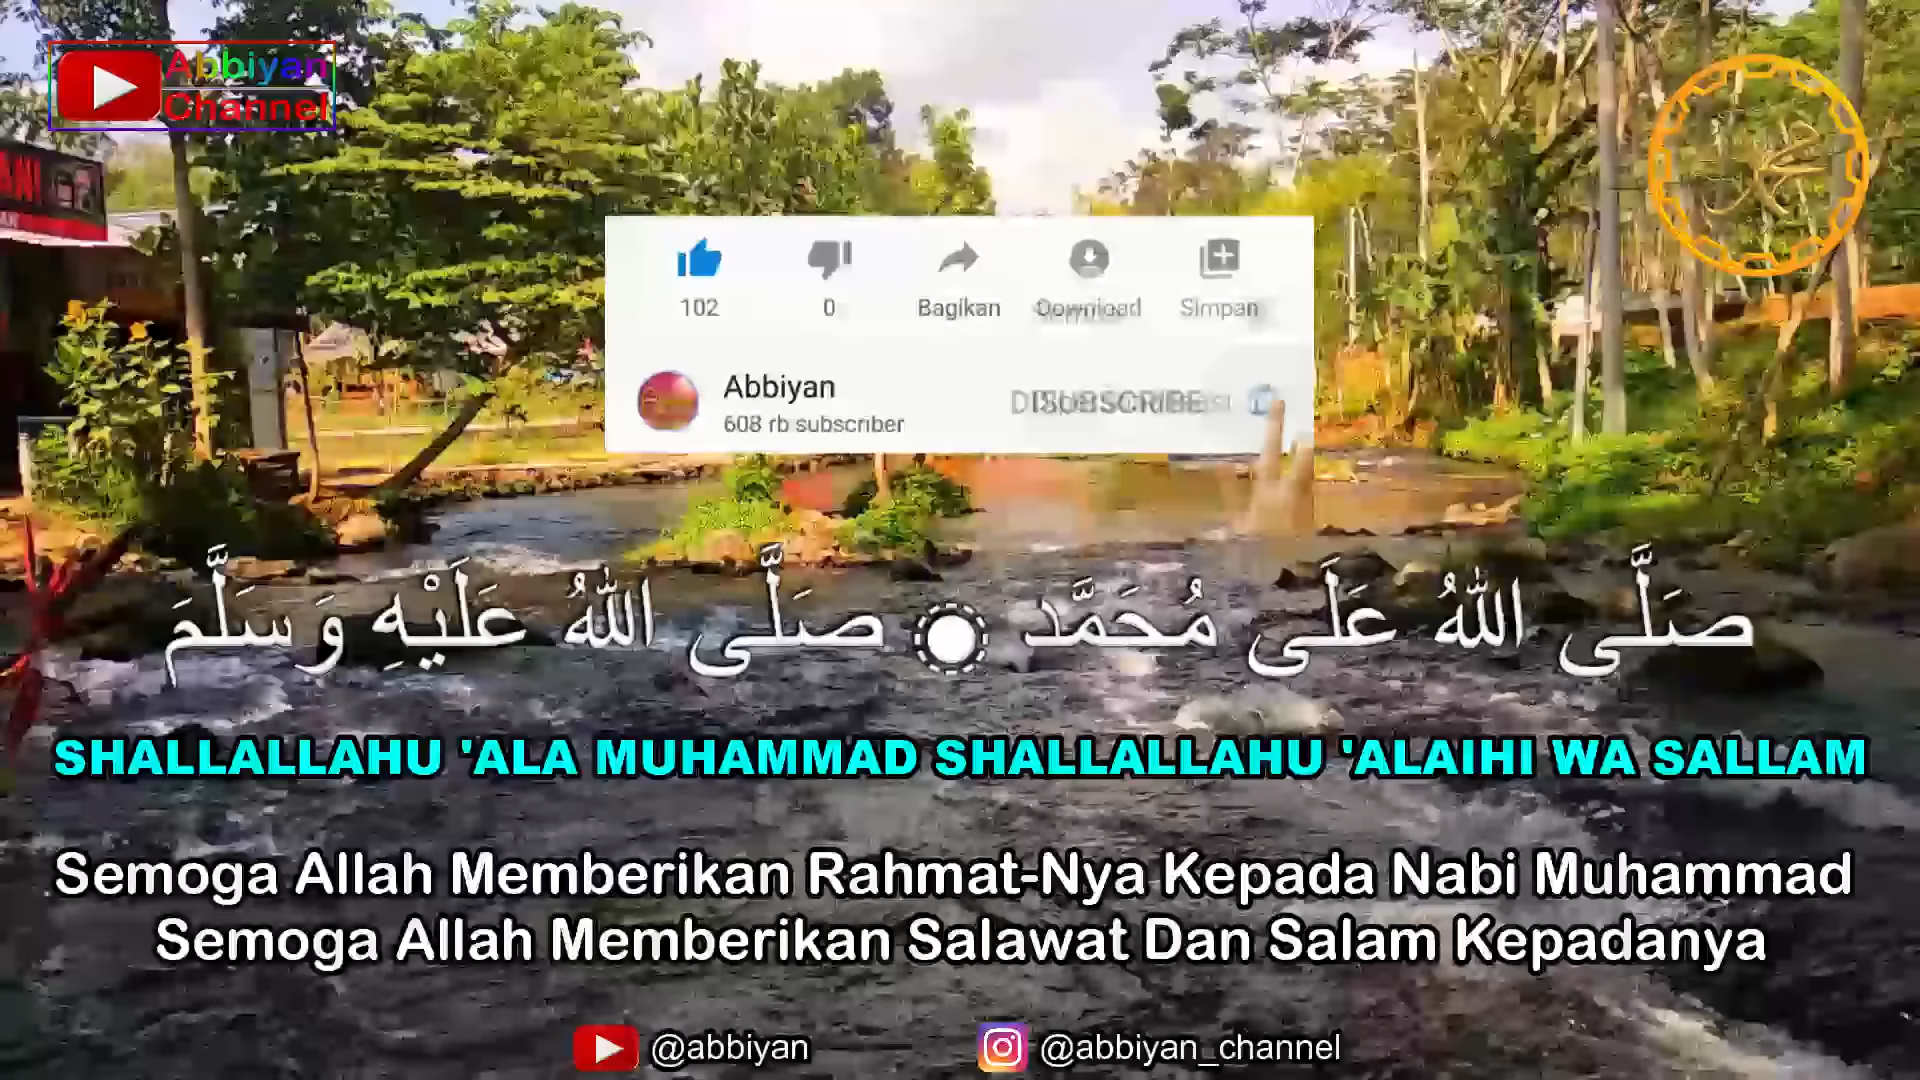 Abbiyan
Channel
ANI
102
0
Bagikan
Download
Simpan
Abbiyan
608 rb subscriber
صَلَّى اللهُ عَلَى مُحَمَّد ۝ صَلَّى اللهُ عَلَيْهِ وَسَلَّمَ
SHALLALLAHU 'ALA MUHAMMAD SHALLALLAHU 'ALAIHI WA SALLAM
Semoga Allah Memberikan Rahmat-Nya Kepada Nabi Muhammad
Semoga Allah Memberikan Salawat Dan Salam Kepadanya
@abbiyan
@abbiyan_channel